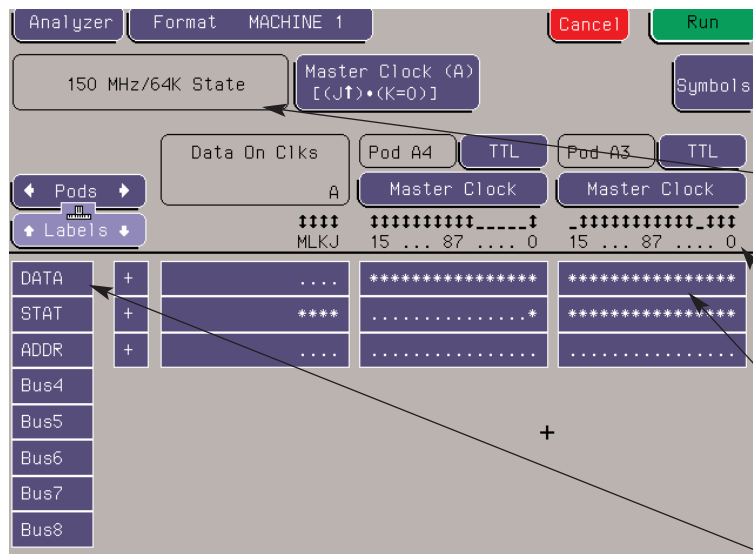 Analyzer Format MACHINE 1 Cancel Run
150 MHz/64K State Master Clock (A) Symbols
[(J↑)•(K=0)]
Data On Clks Pod A4 TTL Pod A3 TTL
← Pods → A Master Clock Master Clock
↑ Labels ↓ ↕↕↕↕ ↕↕↕↕↕↕↕↕↕↕_____↕ _↕↕↕↕↕↕↕↕↕↕↕_↕↕↕
MLKJ 15 ... 87 .... 0 15 ... 87 .... 0
DATA + .... **************** ****************
STAT + **** ...............* ****************
ADDR + .... ................ ................
Bus4
Bus5
Bus6
Bus7
Bus8